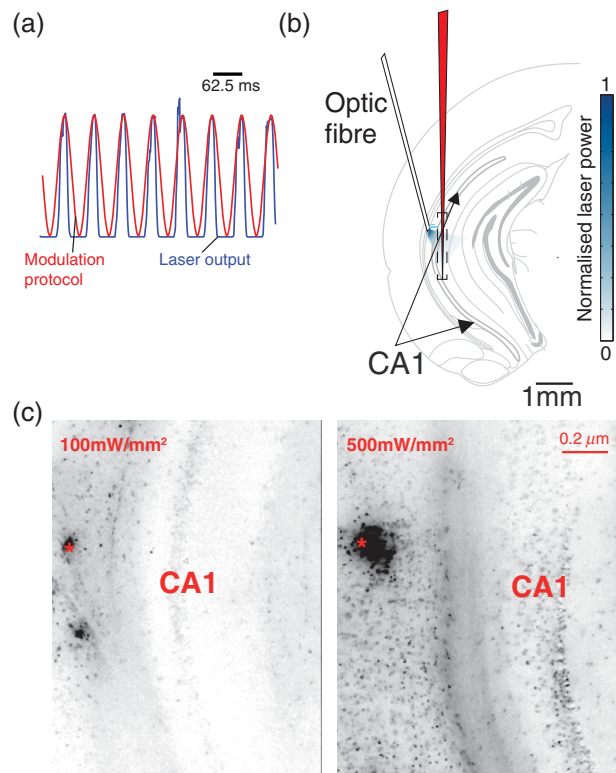 (a)
62.5 ms
Modulation
protocol
Laser output
(b)
Optic
fibre
CA1
1mm
1
Normalised laser power
0
(c)
100mW/mm²
*
CA1
500mW/mm²
0.2 μm
*
CA1